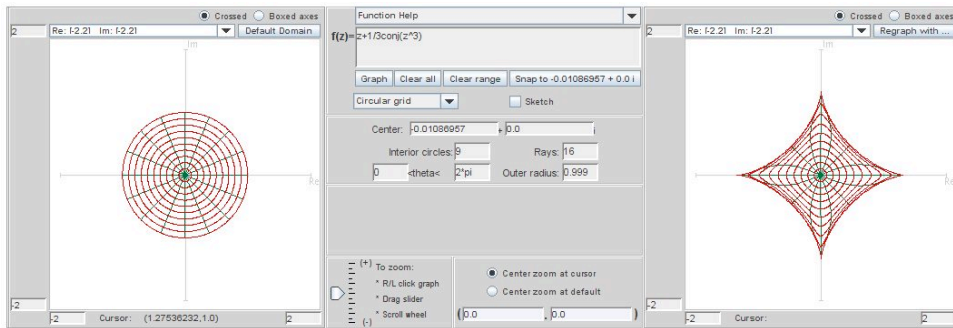 Crossed Boxed axes
2 Re: [-2.2] Im: [-2.2] Default Domain
Im
Re
-2
-2 Cursor: (1.27536232,1.0) 2
Function Help
f(z)= z+1/3conj(z^3)
Graph Clear all Clear range Snap to -0.01086957 + 0.0 i
Circular grid Sketch
Center: -0.01086957 + 0.0 i
Interior circles: 9 Rays: 16
0 <theta< 2*pi Outer radius: 0.999
(+) To zoom:
* R/L click graph
* Drag slider
* Scroll wheel
(-)
Center zoom at cursor
Center zoom at default
( 0.0 , 0.0 )
Crossed Boxed axes
2 Re: [-2.2] Im: [-2.2] Regraph with ...
Im
Re
-2
-2 Cursor: 2